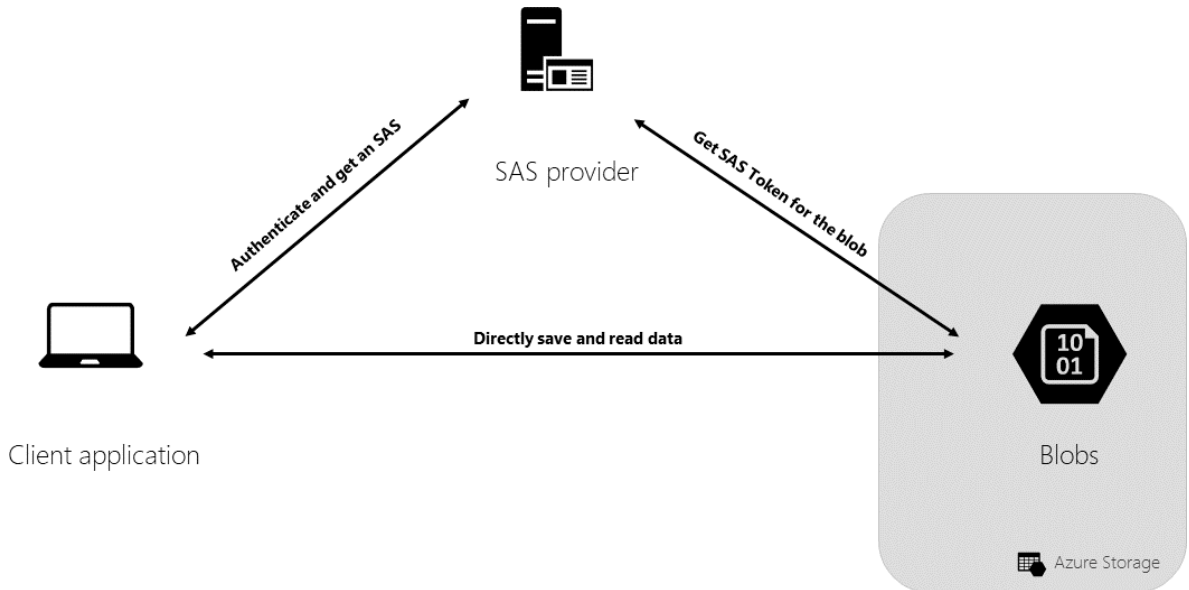 SAS provider
Authenticate and get an SAS
Get SAS Token for the blob
Directly save and read data
10
01
Client application
Blobs
Azure Storage